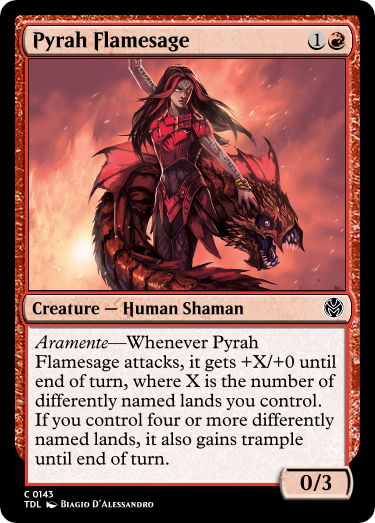 Pyrah Flamesage
1
Creature — Human Shaman
Aramente—Whenever Pyrah
Flamesage attacks, it gets +X/+0 until
end of turn, where X is the number of
differently named lands you control.
If you control four or more differently
named lands, it also gains trample
until end of turn.
0/3
C 0143
TDL Biagio D'Alessandro